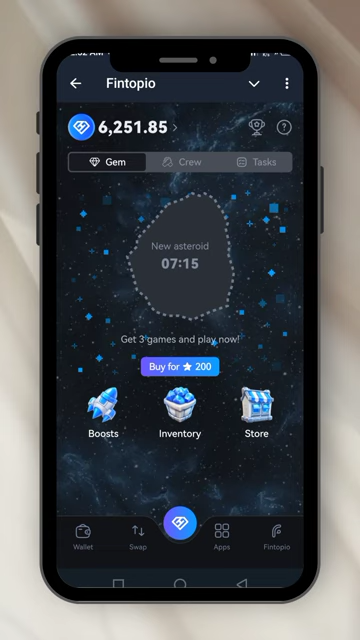 Fintopio
6,251.85
Gem
Crew
Tasks
New asteroid
07:15
Get 3 games and play now!
Buy for ★ 200
Boosts
Inventory
Store
Wallet
Swap
Apps
Fintopio